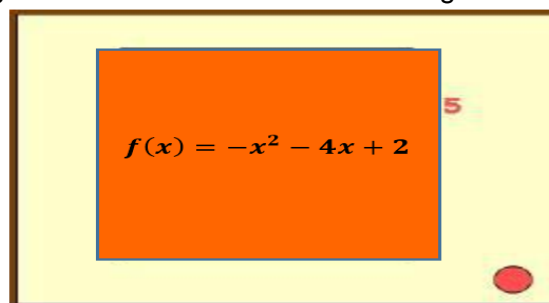 5
f(x) = −x² − 4x + 2